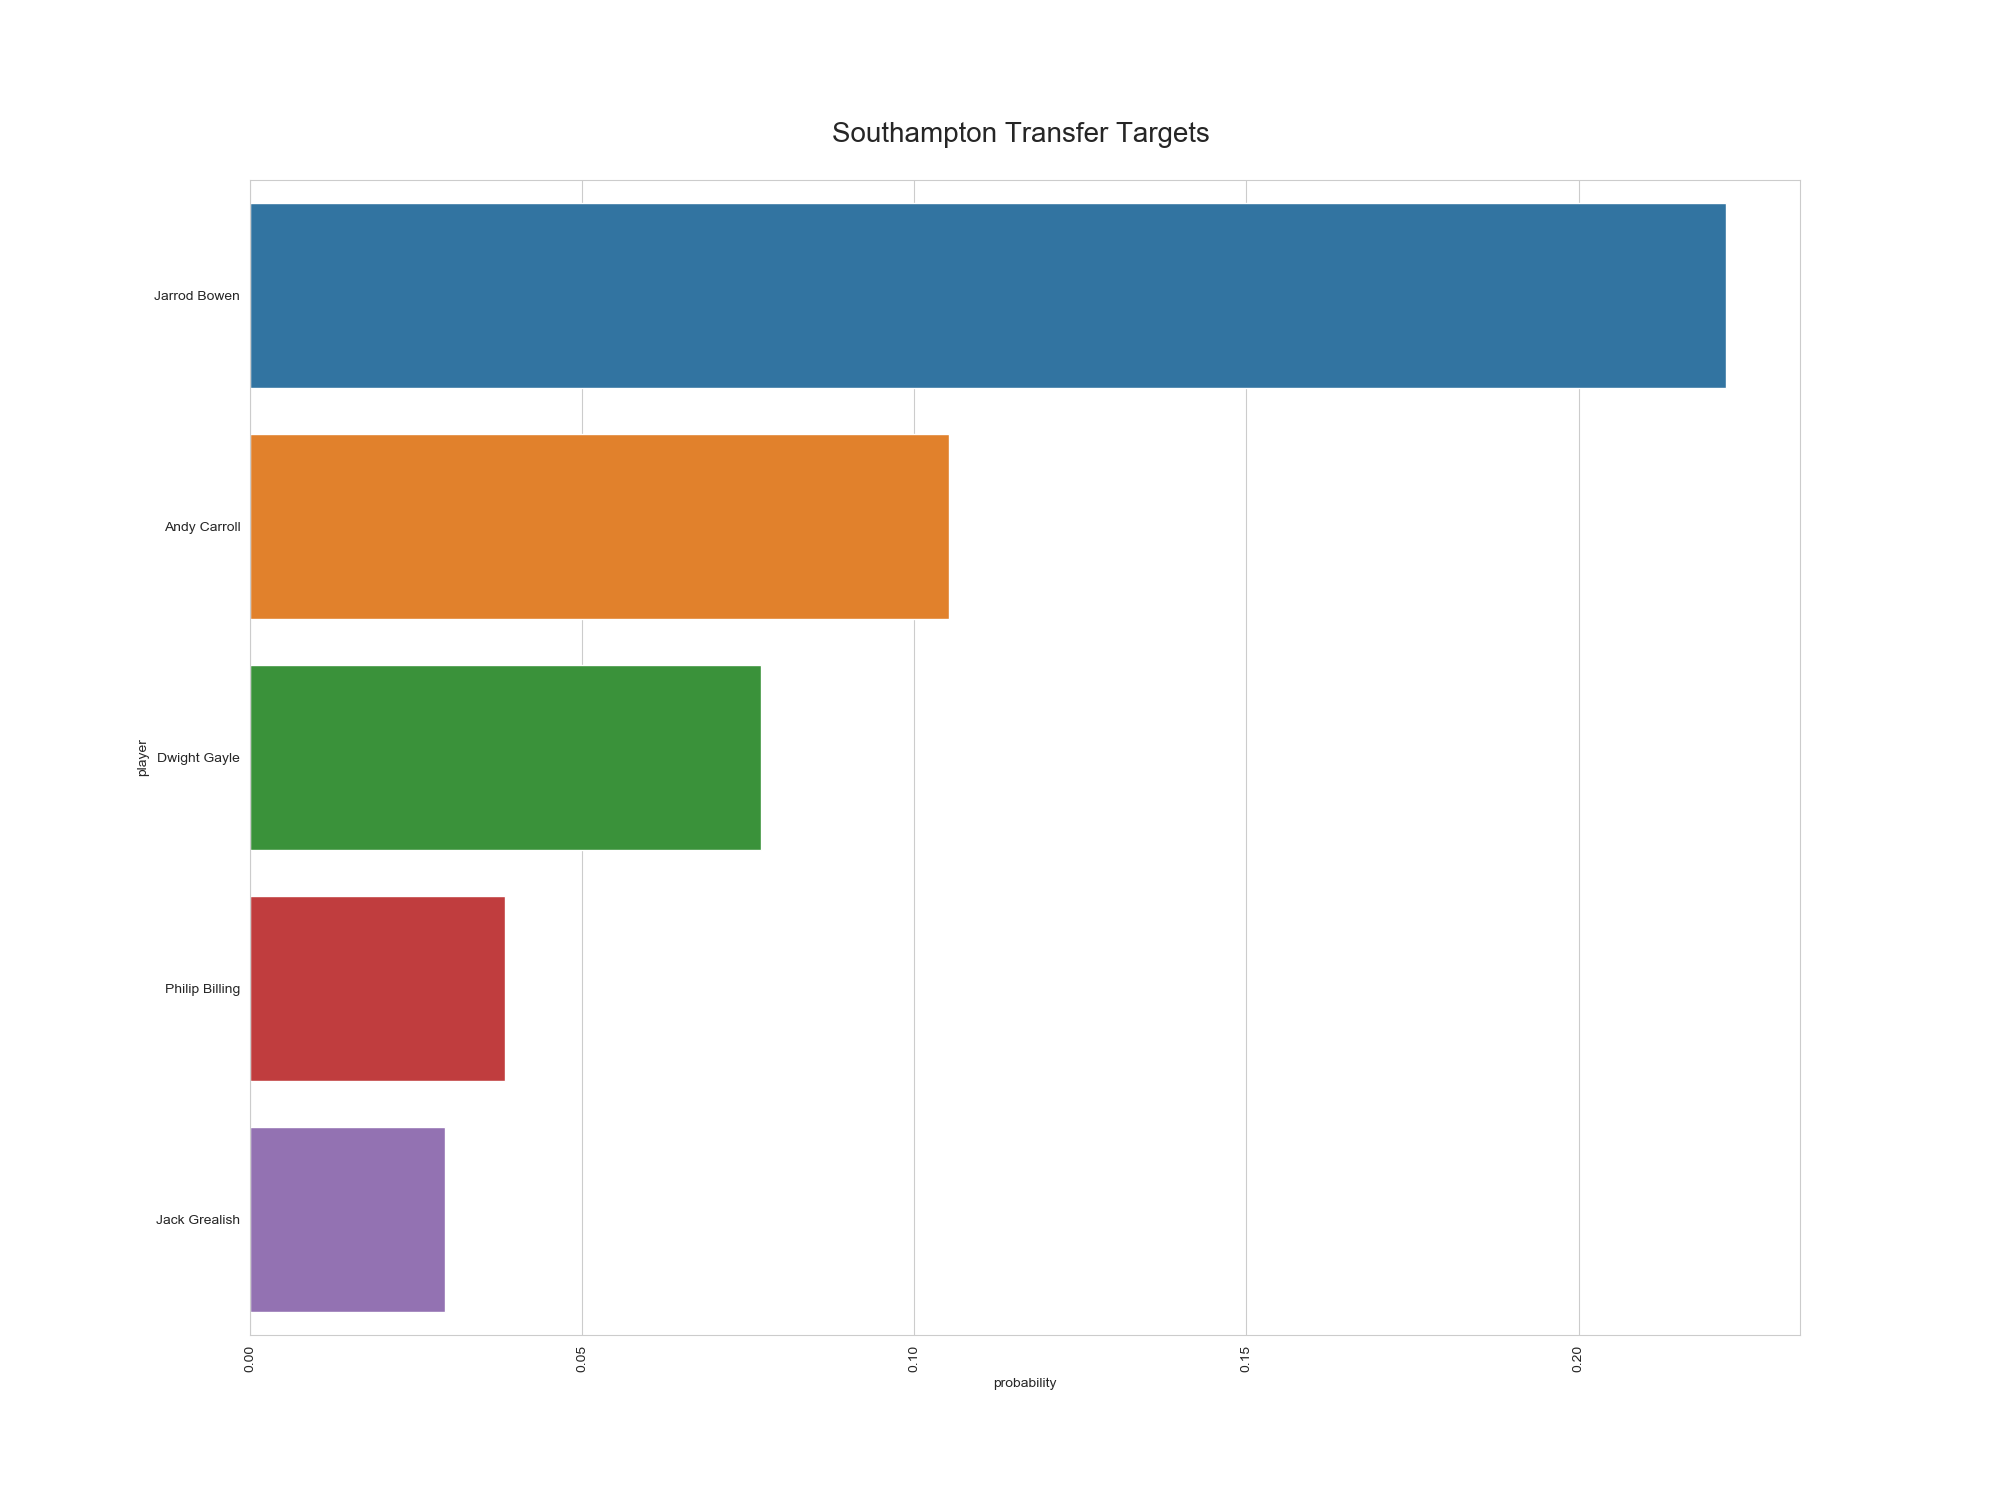 Southampton Transfer Targets
Jarrod Bowen
Andy Carroll
Dwight Gayle
Philip Billing
Jack Grealish
player
0.00
0.05
0.10
0.15
0.20
probability